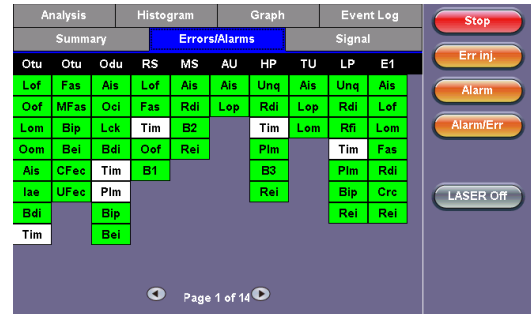 Analysis Histogram Graph Event Log
Summary Errors/Alarms Signal
Otu Otu Odu RS MS AU HP TU LP E1
Lof Fas Ais Lof Ais Ais Unq Ais Unq Ais
Oof MFas Oci Fas Rdi Lop Rdi Lop Rdi Lof
Lom Bip Lck Tim B2 Tim Lom Rfi Lom
Oom Bei Bdi Oof Rei Plm Tim Fas
Ais CFec Tim B1 B3 Plm Rdi
Iae UFec Plm Rei Bip Crc
Bdi Bip Rei Rei
Tim Bei
Page 1 of 14
Stop
Err inj.
Alarm
Alarm/Err
LASER Off